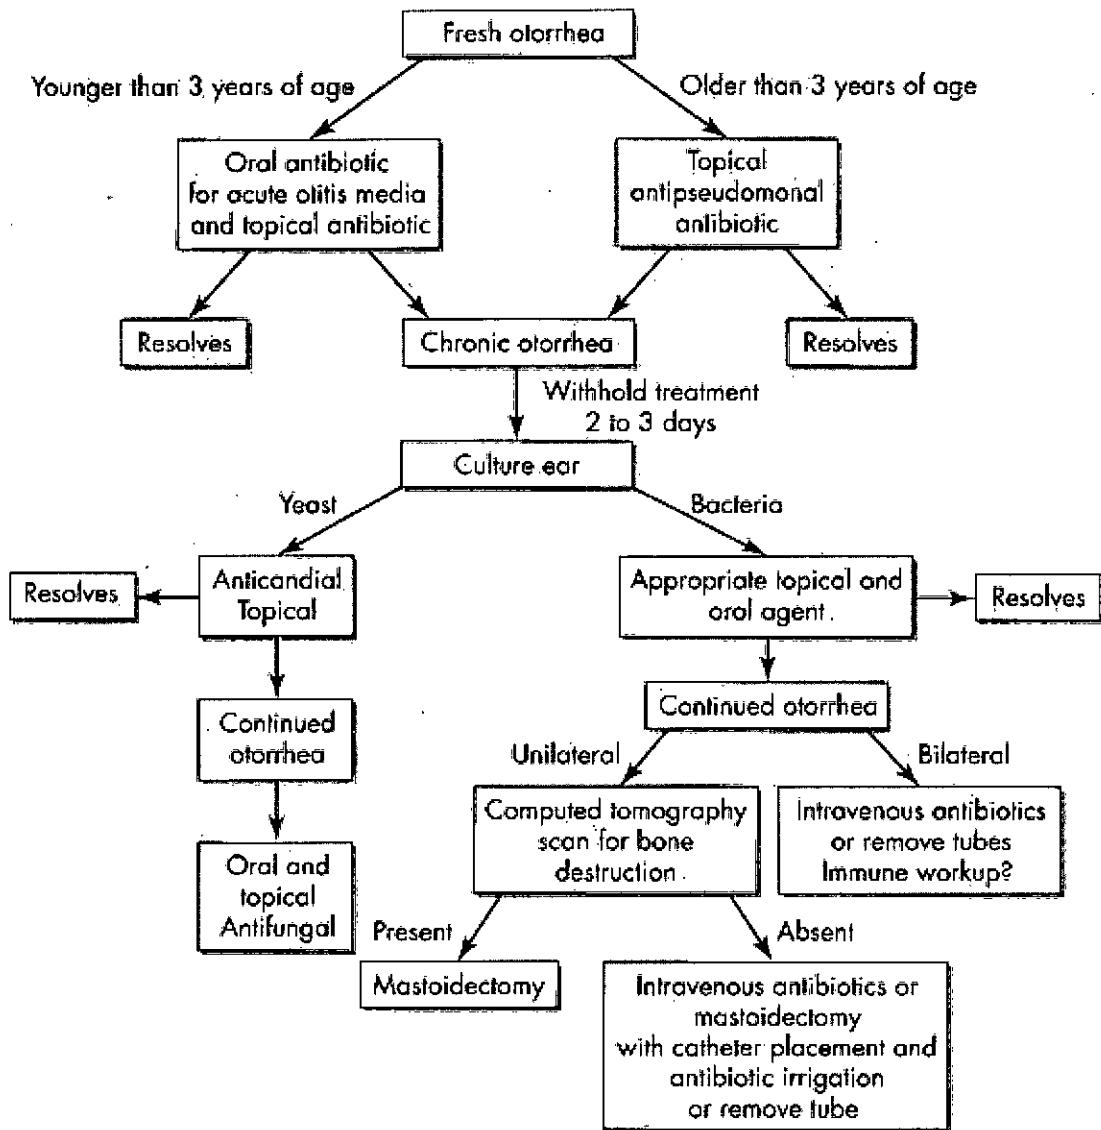 Fresh otorrhea
Younger than 3 years of age
Older than 3 years of age
Oral antibiotic
for acute olitis media
and topical antibiotic
Topical
antipseudomonal
antibiotic
Resolves
Chronic otorrhea
Resolves
Withhold treatment
2 to 3 days
Culture ear
Yeast
Bacteria
Resolves
Anticandial
Topical
Appropriate topical and
oral agent.
Resolves
Continued
otorrhea
Continued otorrhea
Unilateral
Bilateral
Oral and
topical
Antifungal
Computed tomography
scan for bone
destruction.
Intravenous antibiotics
or remove tubes
Immune workup?
Present
Absent
Mastoidectomy
Intravenous antibiotics or
mastoidectomy
with catheter placement and
antibiotic irrigation
or remove tube